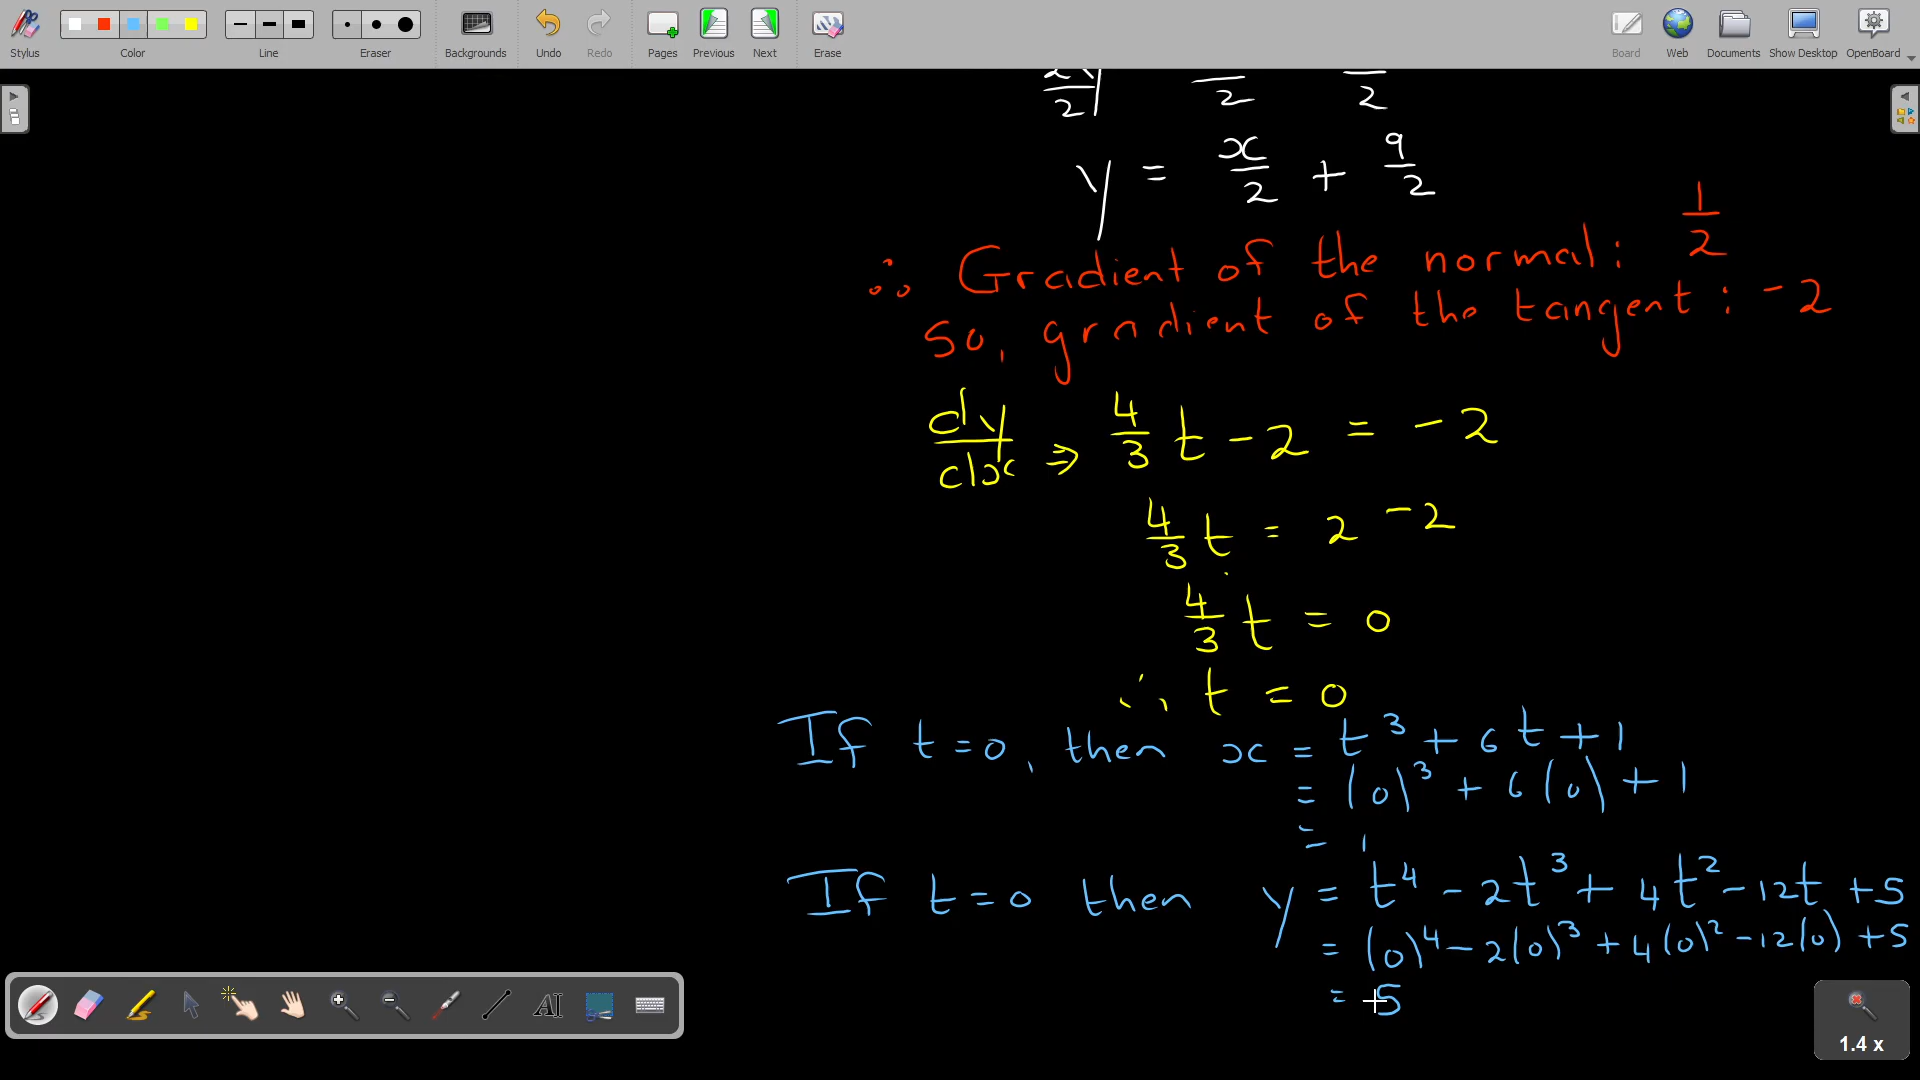 Stylus Color Line Eraser Backgrounds Undo Redo Pages Previous Next Erase Board Web Documents Show Desktop OpenBoard
2y/2 /2 /2
y = x/2 + 9/2
∴ Gradient of the normal: 1/2
so, gradient of the tangent: -2
dy/dx ⇒ 4/3 t - 2 = -2
4/3 t = 2 -2
4/3 t = 0
∴ t = 0
If t=0, then x = t³ + 6t + 1
= (0)³ + 6(0) + 1
= 1
If t=0 then y = t⁴ - 2t³ + 4t² - 12t + 5
= (0)⁴ - 2(0)³ + 4(0)² - 12(0) + 5
= 5
AI
1.4 x